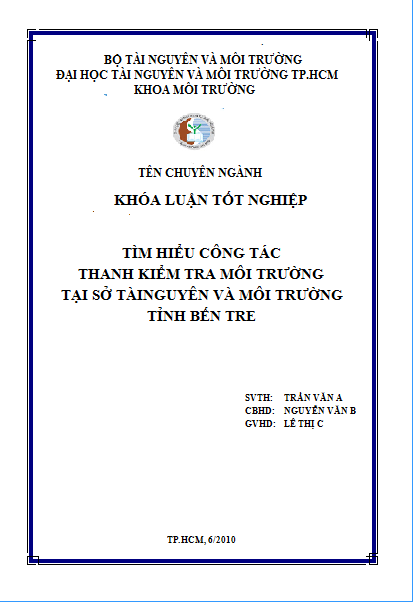 BỘ TÀI NGUYÊN VÀ MÔI TRƯỜNG
ĐẠI HỌC TÀI NGUYÊN VÀ MÔI TRƯỜNG TP.HCM
KHOA MÔI TRƯỜNG
TÊN CHUYÊN NGÀNH
KHÓA LUẬN TỐT NGHIỆP
TÌM HIỂU CÔNG TÁC
THANH KIỂM TRA MÔI TRƯỜNG
TẠI SỞ TÀINGUYÊN VÀ MÔI TRƯỜNG
TỈNH BẾN TRE
SVTH: TRẦN VĂN A
CBHD: NGUYỄN VĂN B
GVHD: LÊ THỊ C
TP.HCM, 6/2010